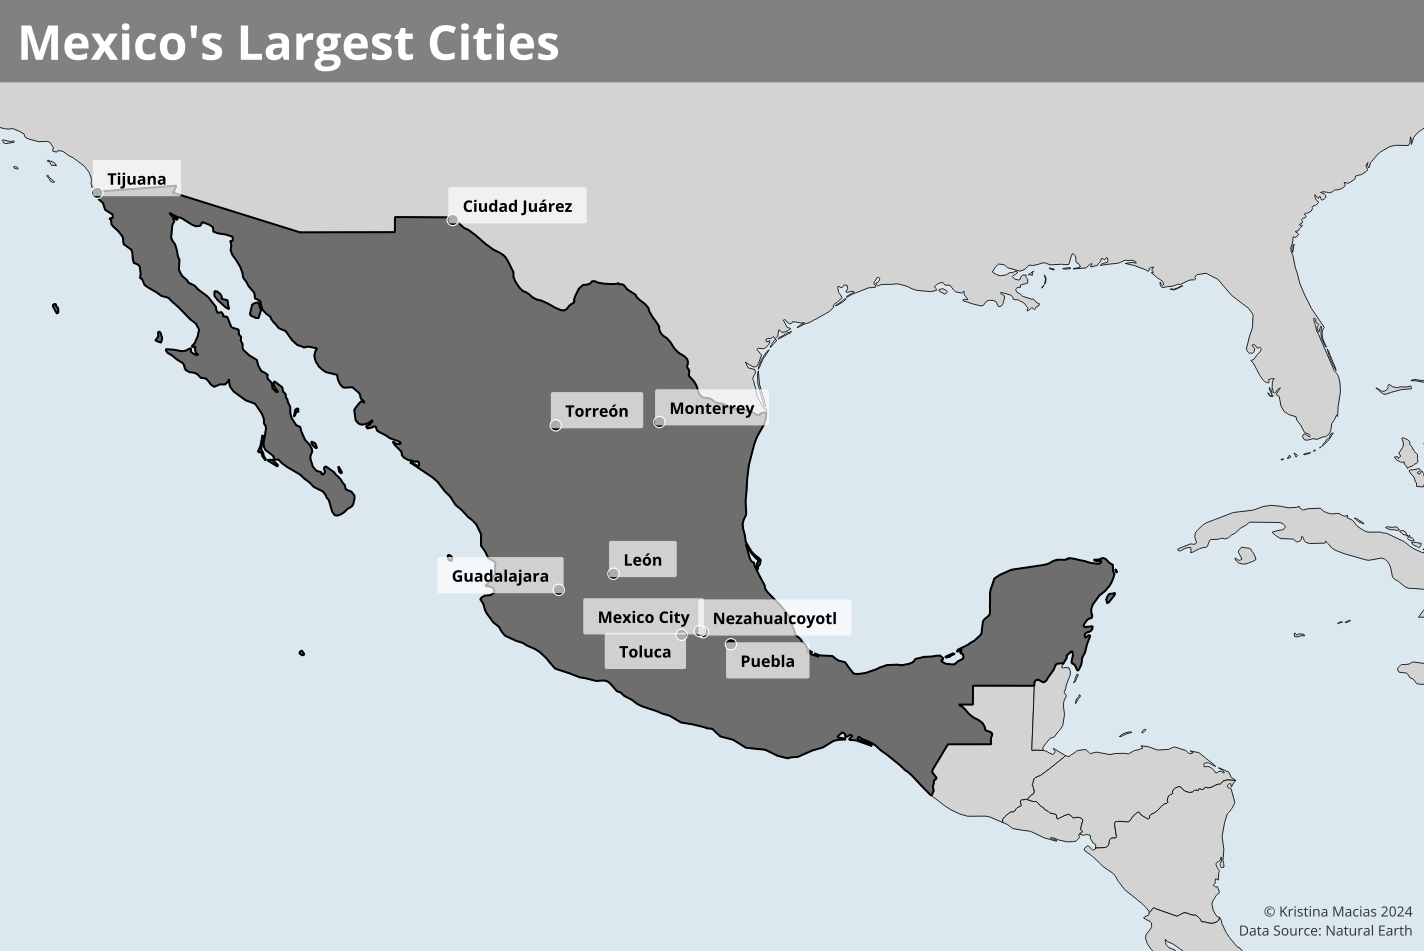 Mexico's Largest Cities
Tijuana
Ciudad Juárez
Torreón
Monterrey
León
Guadalajara
Mexico City
Nezahualcoyotl
Toluca
Puebla
© Kristina Macias 2024
Data Source: Natural Earth